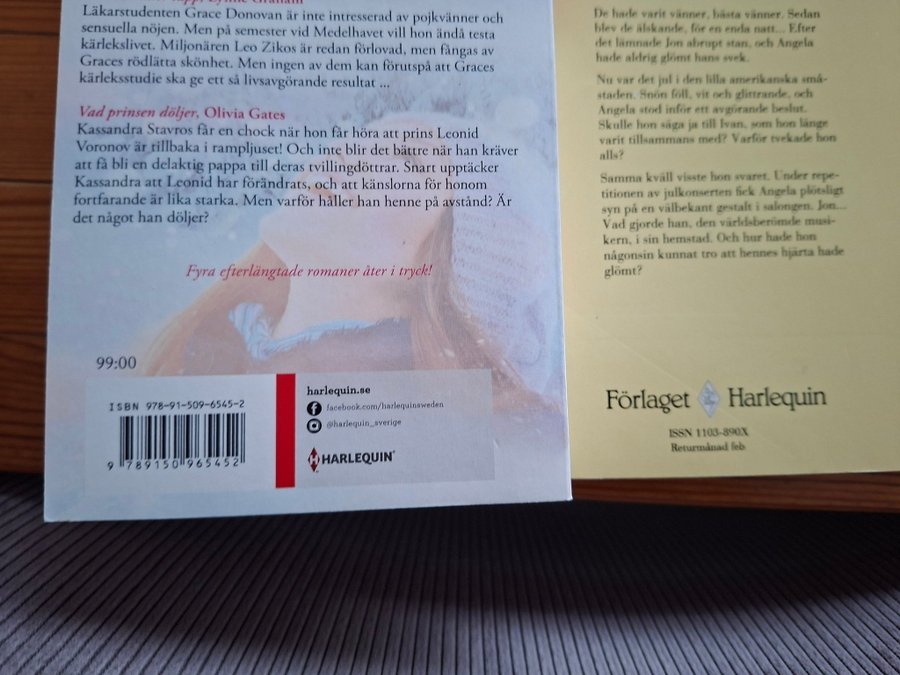 Lynne Graham
Läkarstudenten Grace Donovan är inte intresserad av pojkvänner och
sensuella nöjen. Men på semester vid Medelhavet vill hon ändå testa
kärlekslivet. Miljonären Leo Zikos är redan förlovad, men fångas av
Graces rödlätta skönhet. Men ingen av dem kan förutspå att Graces
kärleksstudie ska ge ett så livsavgörande resultat ...
Vad prinsen döljer, Olivia Gates
Kassandra Stavros får en chock när hon får höra att prins Leonid
Voronov är tillbaka i rampljuset! Och inte blir det bättre när han kräver
att få bli en delaktig pappa till deras tvillingdöttrar. Snart upptäcker
Kassandra att Leonid har förändrats, och att känslorna för honom
fortfarande är lika starka. Men varför håller han henne på avstånd? Är
det något han döljer?
Fyra efterlängtade romaner åter i tryck!
99:00
ISBN 978-91-509-6545-2
9 789150 965452
harlequin.se
facebook.com/harlequinsweden
@harlequin_sverige
HARLEQUIN®
De hade varit vänner, bästa vänner. Sedan
blev de älskande, för en enda natt... Efter
det lämnade Jon abrupt stan, och Angela
hade aldrig glömt hans svek.
Nu var det jul i den lilla amerikanska små-
staden. Snön föll, vit och glittrande, och
Angela stod inför ett avgörande beslut.
Skulle hon säga ja till Ivan, som hon länge
varit tillsammans med? Varför tvekade hon
alls?
Samma kväll visste hon svaret. Under repe-
titionen av julkonserten fick Angela plötsligt
syn på en välbekant gestalt i salongen. Jon...
Vad gjorde han, den världsberömde musi-
kern, i sin hemstad. Och hur hade hon
någonsin kunnat tro att hennes hjärta hade
glömt?
Förlaget Harlequin
ISSN 1103-890X
Returmånad feb